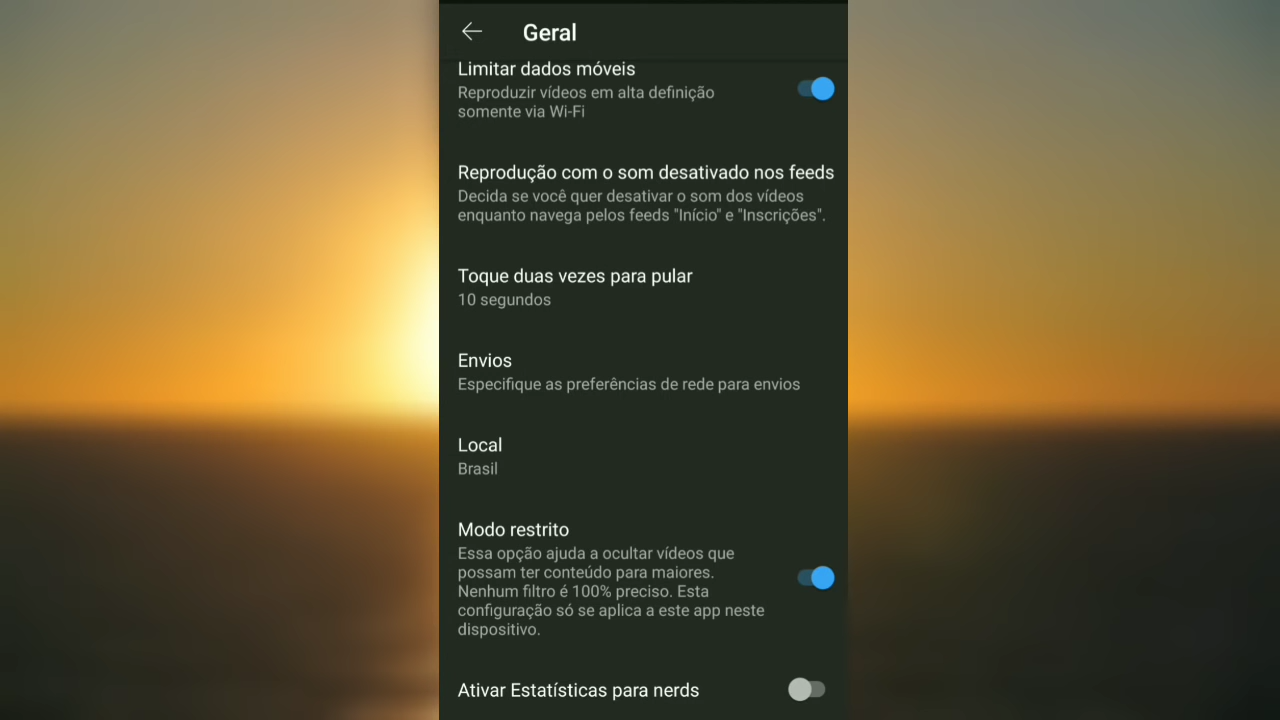 Geral
Limitar dados móveis
Reproduzir vídeos em alta definição
somente via Wi-Fi
Reprodução com o som desativado nos feeds
Decida se você quer desativar o som dos vídeos
enquanto navega pelos feeds "Início" e "Inscrições".
Toque duas vezes para pular
10 segundos
Envios
Especifique as preferências de rede para envios
Local
Brasil
Modo restrito
Essa opção ajuda a ocultar vídeos que
possam ter conteúdo para maiores.
Nenhum filtro é 100% preciso. Esta
configuração só se aplica a este app neste
dispositivo.
Ativar Estatísticas para nerds